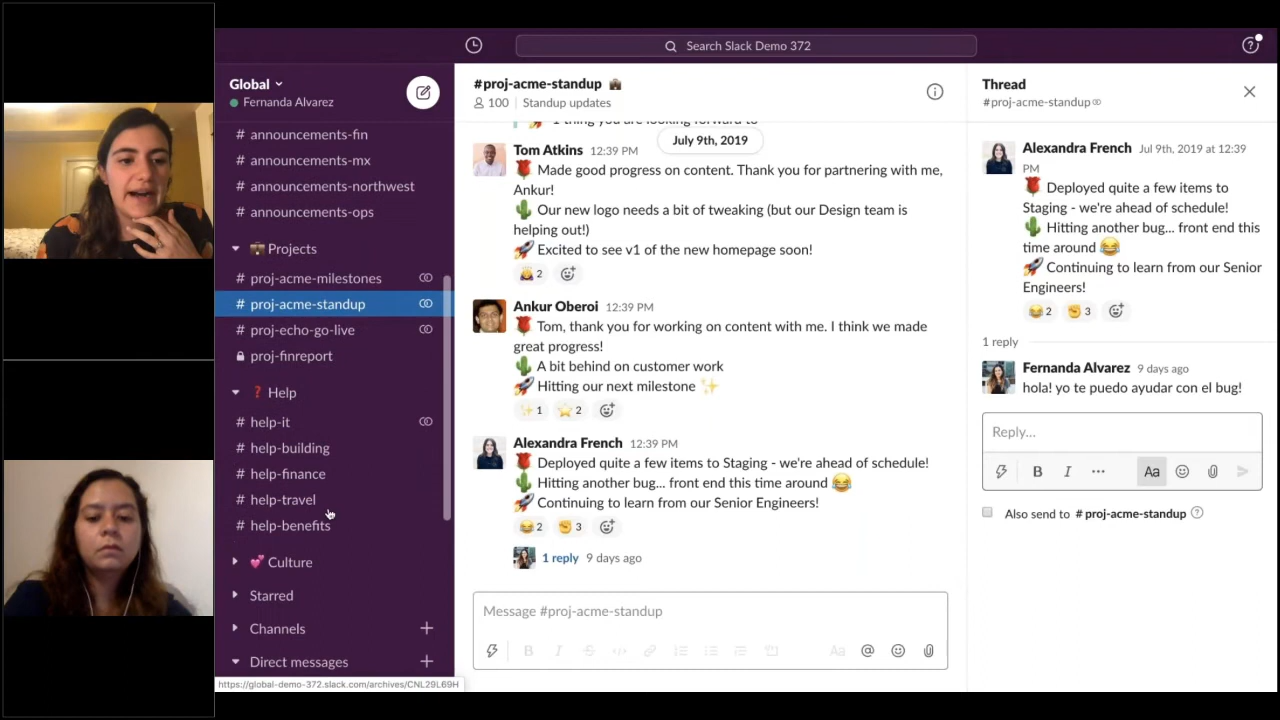 Search Slack Demo 372
Global
Fernanda Alvarez
# announcements-fin
# announcements-mx
# announcements-northwest
# announcements-ops
Projects
# proj-acme-milestones
# proj-acme-standup
# proj-echo-go-live
proj-finreport
❓ Help
# help-it
# help-building
# help-finance
# help-travel
# help-benefits
💕 Culture
Starred
Channels +
Direct messages +
https://global-demo-372.slack.com/archives/CNL29L69H
#proj-acme-standup
100 | Standup updates
1 thing you are looking forward to
July 9th, 2019
Tom Atkins 12:39 PM
🌹 Made good progress on content. Thank you for partnering with me,
Ankur!
🌵 Our new logo needs a bit of tweaking (but our Design team is
helping out!)
🚀 Excited to see v1 of the new homepage soon!
2
Ankur Oberoi 12:39 PM
🌹 Tom, thank you for working on content with me. I think we made
great progress!
🌵 A bit behind on customer work
🚀 Hitting our next milestone ✨
✨ 1 ⭐ 2
Alexandra French 12:39 PM
🌹 Deployed quite a few items to Staging - we're ahead of schedule!
🌵 Hitting another bug... front end this time around 😂
🚀 Continuing to learn from our Senior Engineers!
😂 2 ✊ 3
1 reply 9 days ago
Message #proj-acme-standup
B I S </> Aa @
Thread
#proj-acme-standup
Alexandra French Jul 9th, 2019 at 12:39
PM
🌹 Deployed quite a few items to
Staging - we're ahead of schedule!
🌵 Hitting another bug... front end this
time around 😂
🚀 Continuing to learn from our Senior
Engineers!
😂 2 ✊ 3
1 reply
Fernanda Alvarez 9 days ago
hola! yo te puedo ayudar con el bug!
Reply...
B I ... Aa
Also send to # proj-acme-standup